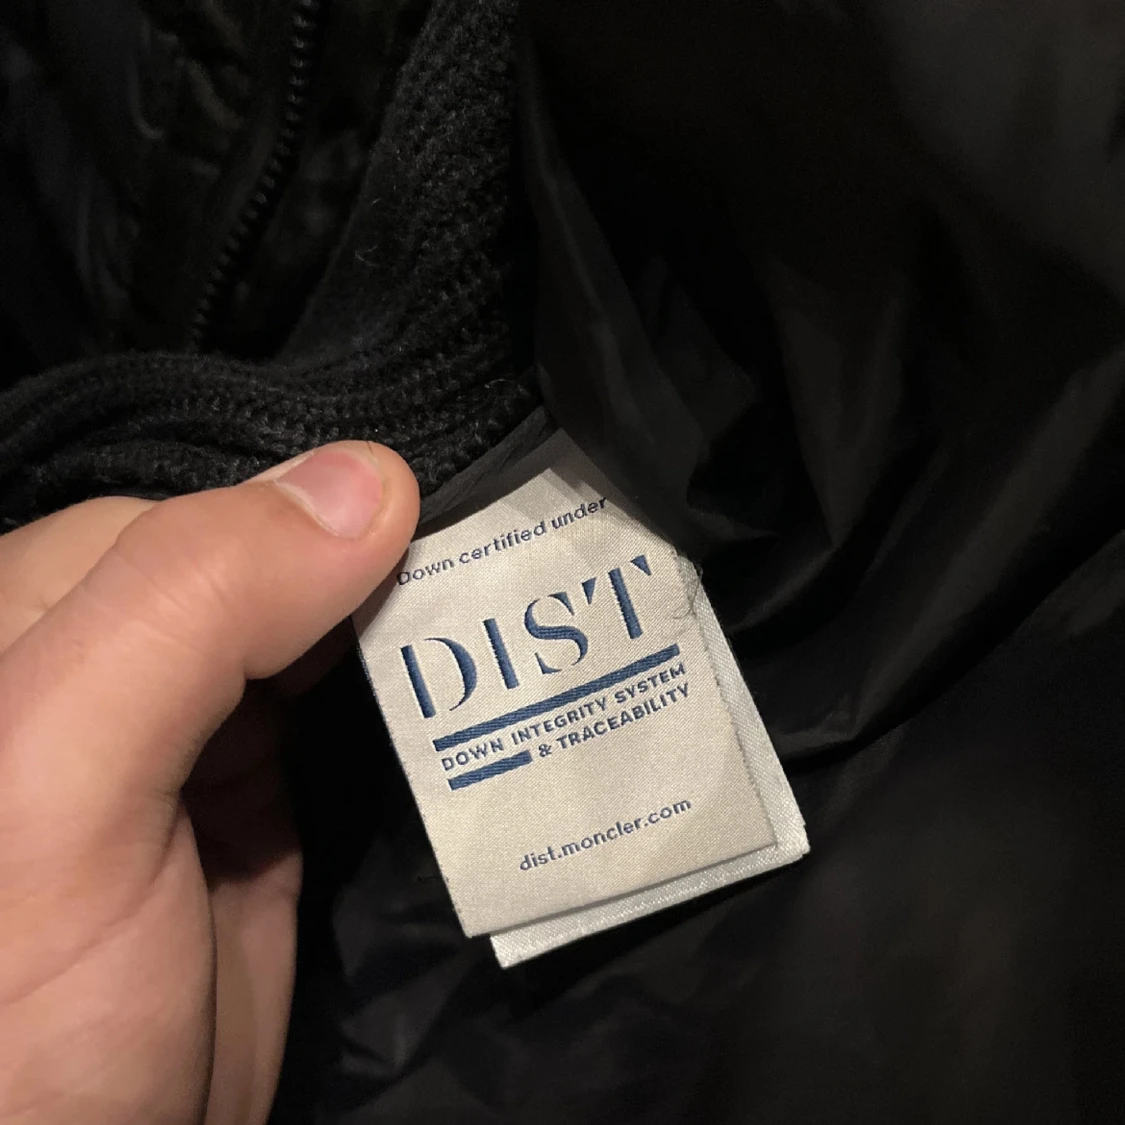 Down certified under
DIST
DOWN INTEGRITY SYSTEM
& TRACEABILITY
dist.moncler.com